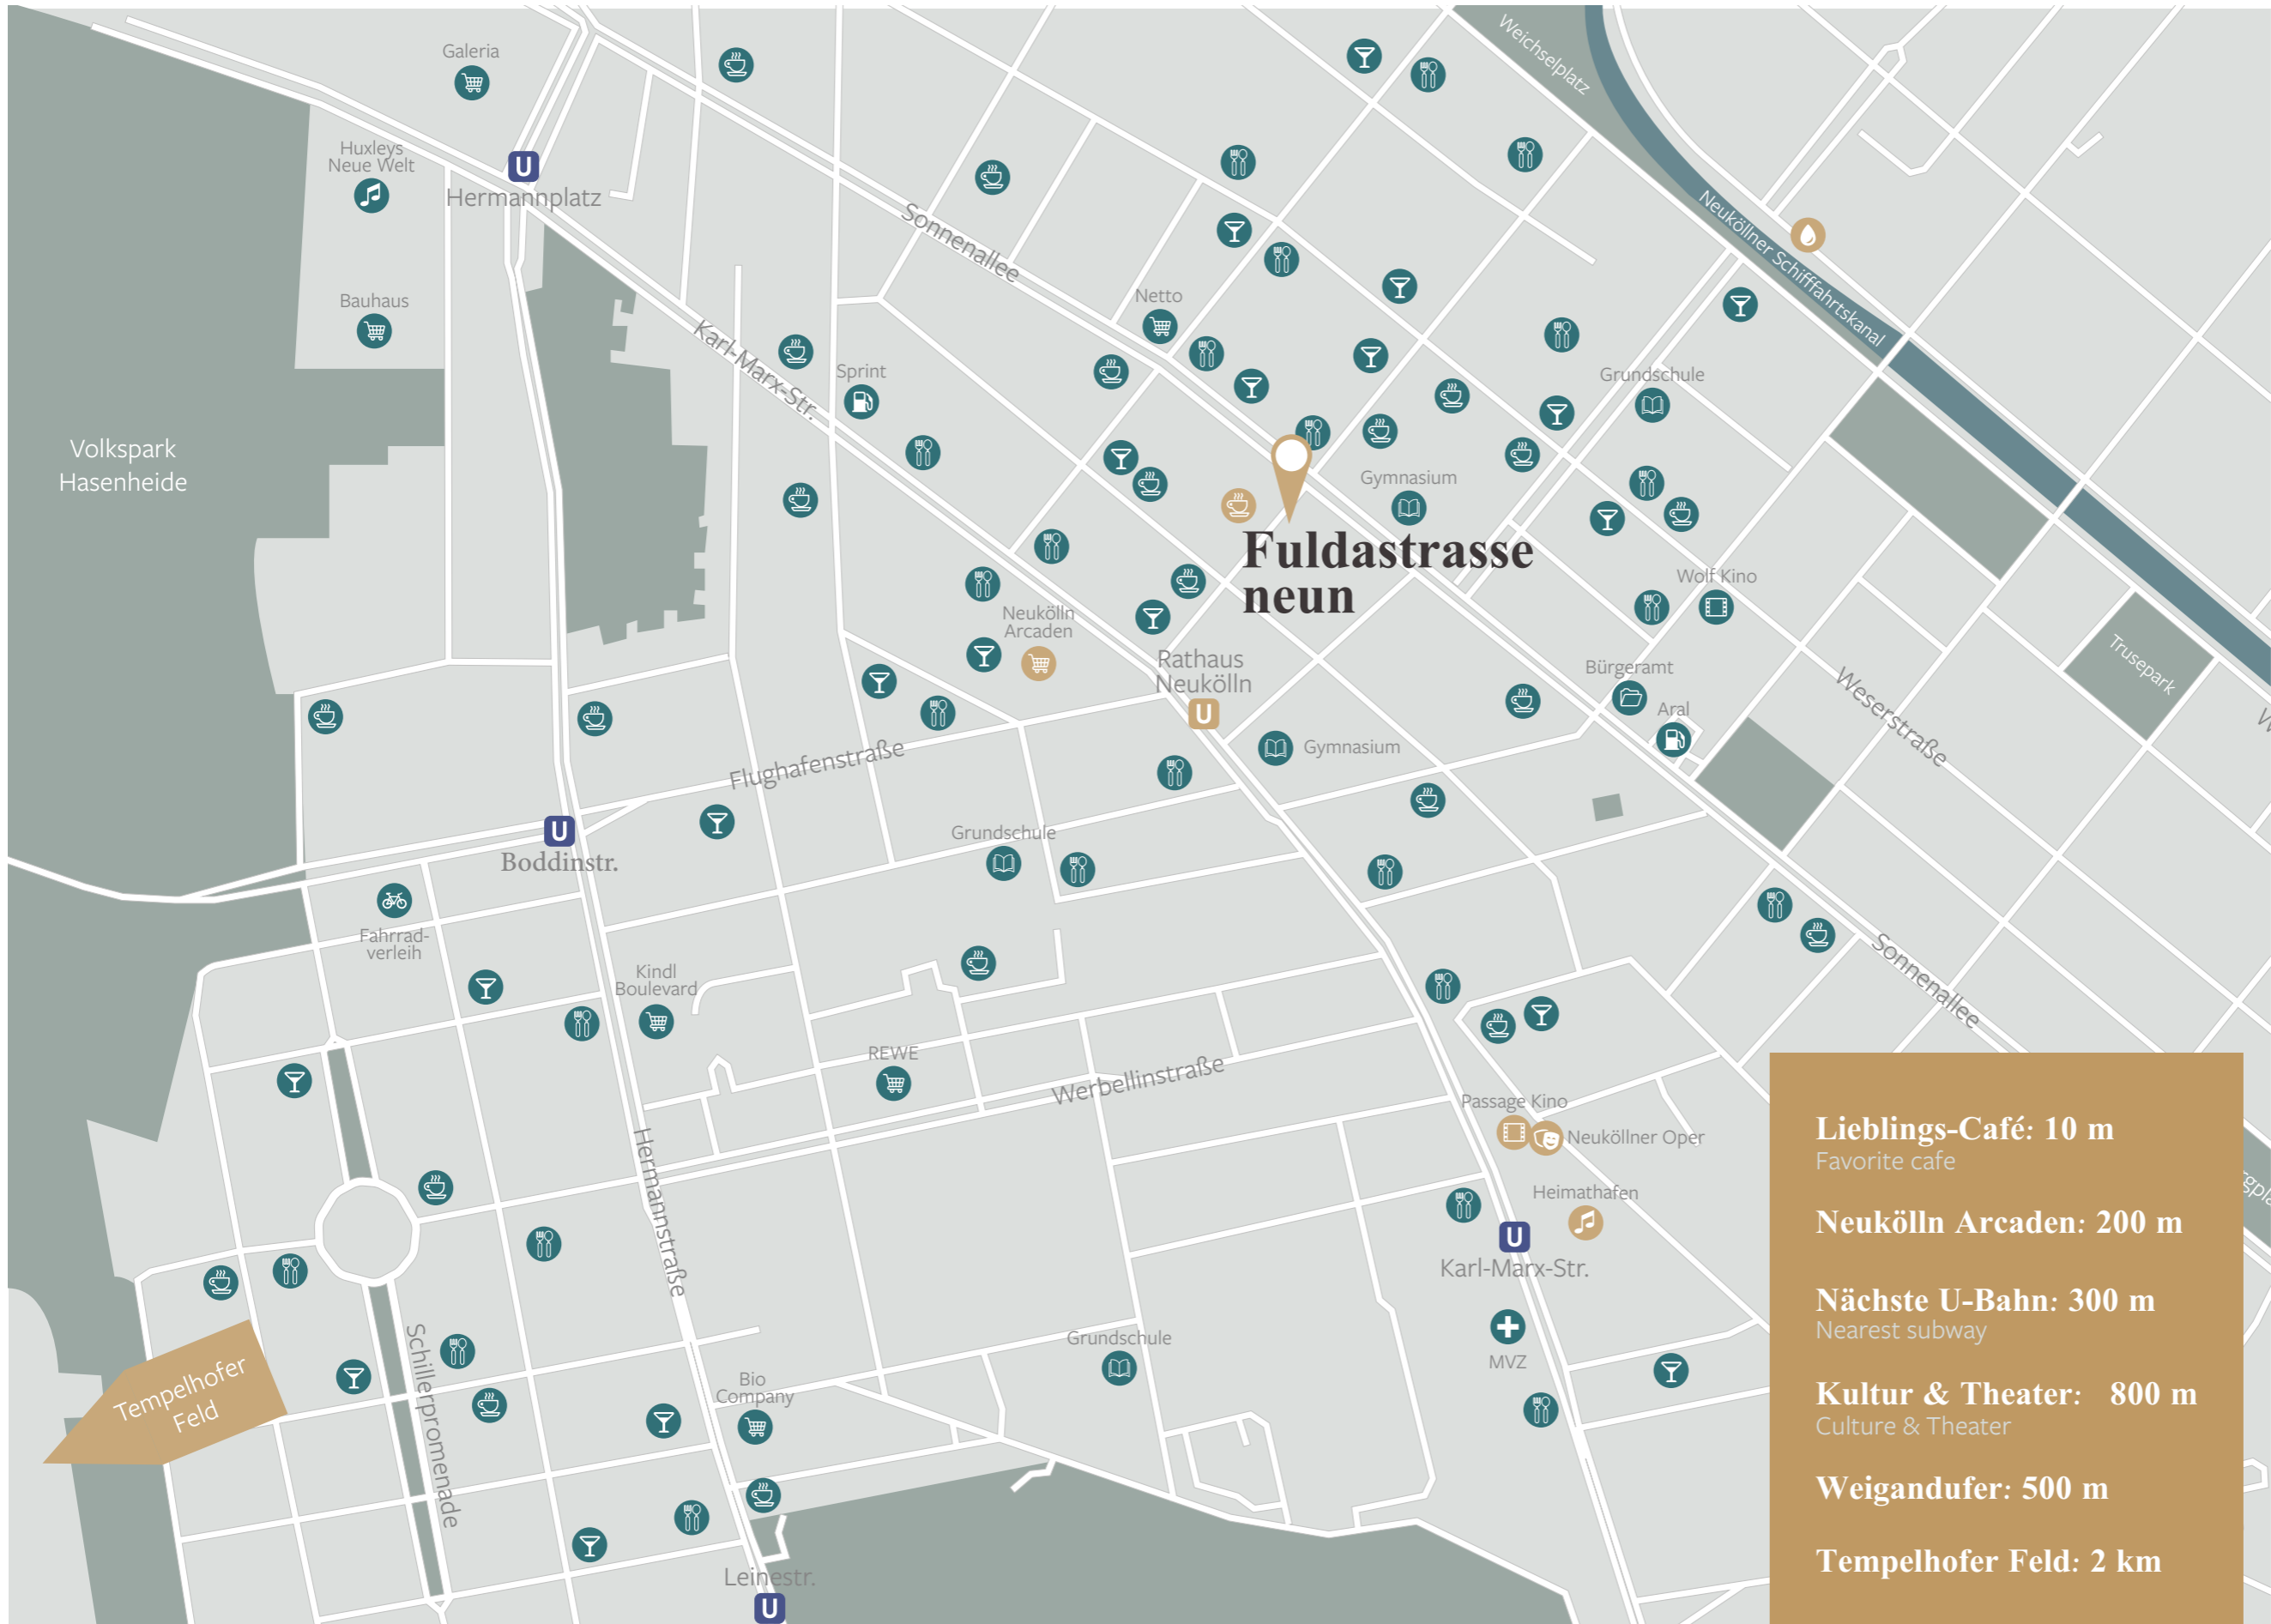 Galeria
Weichselplatz
Huxleys
Neue Welt
U
Hermannplatz
Sonnenallee
Neuköllner Schifffahrtskanal
Bauhaus
Netto
Karl-Marx-Str.
Sprint
Grundschule
Volkspark
Hasenheide
Gymnasium
Fuldastrasse
neun
Wolf Kino
Neukölln
Arcaden
Rathaus
Neukölln
U
Bürgeramt
Trusepark
Weserstraße
Aral
Gymnasium
Flughafenstraße
U
Boddinstr.
Grundschule
Fahrrad-
verleih
Kindl
Boulevard
Sonnenallee
REWE
Werbellinstraße
Passage Kino
Neuköllner Oper
Hermannstraße
Heimathafen
U
Karl-Marx-Str.
Schillerpromenade
Tempelhofer
Feld
Grundschule
MVZ
Bio
Company
Leinestr.
U
Lieblings-Café: 10 m
Favorite cafe
Neukölln Arcaden: 200 m
Nächste U-Bahn: 300 m
Nearest subway
Kultur & Theater: 800 m
Culture & Theater
Weigandufer: 500 m
Tempelhofer Feld: 2 km